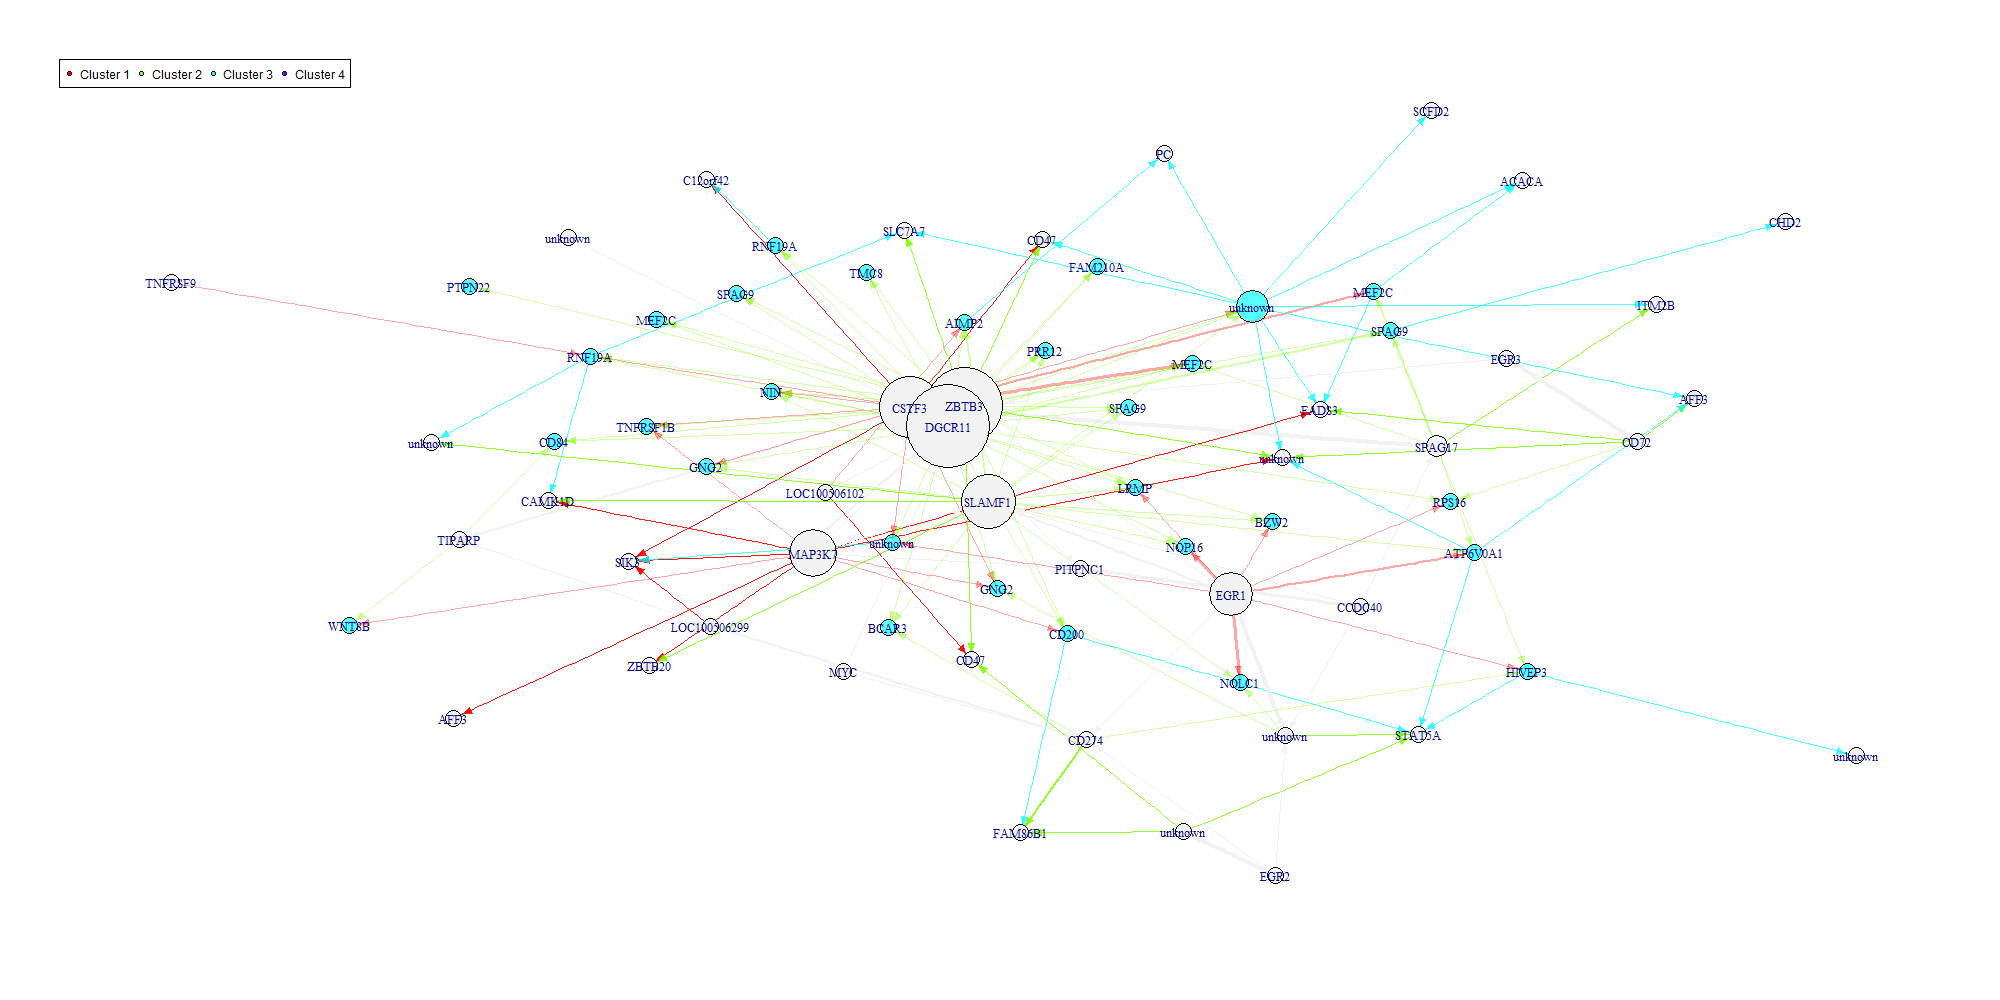 Cluster 1 Cluster 2 Cluster 3 Cluster 4
SCFD2
PC
C12orf42
ACACA
CHD2
SLC7A7
unknown
CD47
RNF19A
FAM210A
TMC8
TNFRSF9
PTPN22
SPAG9
MEF2C
ITM2B
unknown
MEF2C
AIMP2
SPAG9
PRR12
RNF19A
EGR3
MEF2C
NIN
AFF3
CSTF3
ZBTB3
SPAG9
FADS3
TNFRSF1B
DGCR11
unknown
CD84
CD72
SPAG17
unknown
GNG2
LRMP
LOC100506102
CAMK1D
SLAMF1
RPS16
BZW2
TIPARP
unknown
NOP16
MAP3K7
ATP6V0A1
SIK3
PITPNC1
GNG2
EGR1
CCDC40
WNT8B
LOC100506299
BCAR3
CD200
CD47
ZBTB20
MYC
HIVEP3
NOLC1
AFF3
CD274
unknown
STAT5A
unknown
FAM86B1
unknown
EGR2